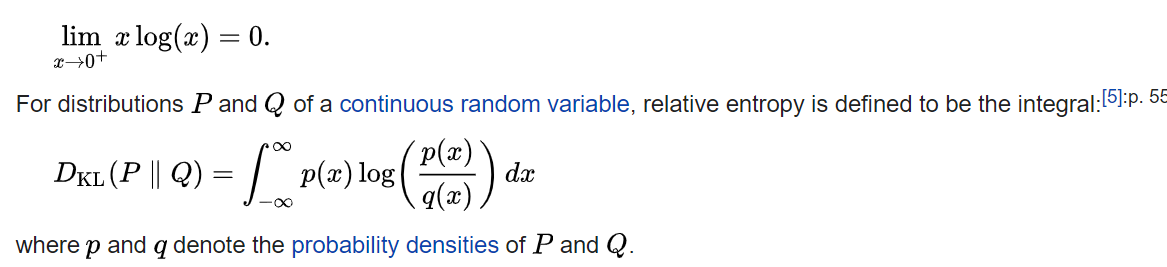 lim x log(x) = 0.
x→0⁺
For distributions P and Q of a continuous random variable, relative entropy is defined to be the integral:[5]:p. 55
D_KL(P ∥ Q) = ∫_{-∞}^{∞} p(x) log(p(x)/q(x)) dx
where p and q denote the probability densities of P and Q.